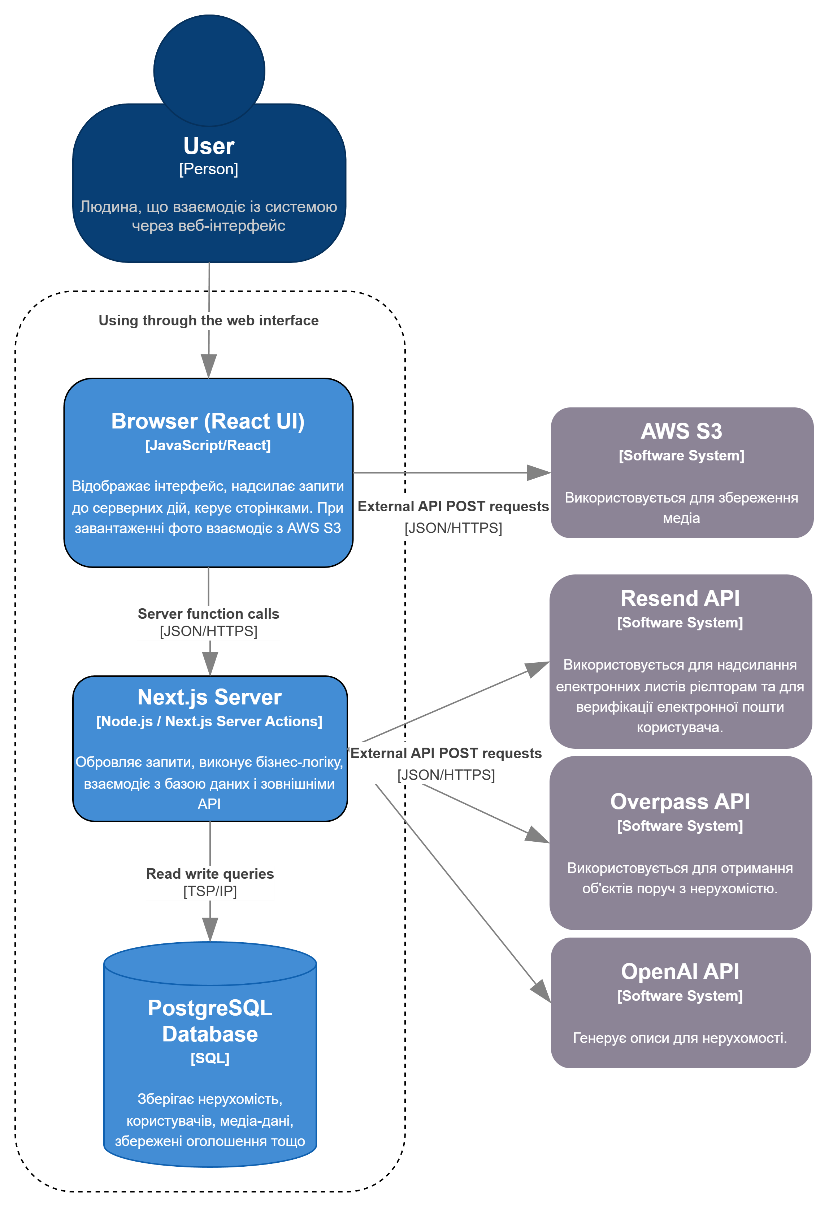 User
[Person]
Людина, що взаємодіє із системою
через веб-інтерфейс
Using through the web interface
Browser (React UI)
[JavaScript/React]
Відображає інтерфейс, надсилає запити
до серверних дій, керує сторінками. При
завантаженні фото взаємодіє з AWS S3
External API POST requests
[JSON/HTTPS]
AWS S3
[Software System]
Використовується для збереження
медіа
Server function calls
[JSON/HTTPS]
Next.js Server
[Node.js / Next.js Server Actions]
Обровляє запити, виконує бізнес-логіку,
взаємодіє з базою даних і зовнішніми
API
External API POST requests
[JSON/HTTPS]
Resend API
[Software System]
Використовується для надсилання
електронних листів рієлторам та для
верифікації електронної пошти
користувача.
Overpass API
[Software System]
Використовується для отримання
об'єктів поруч з нерухомістю.
OpenAI API
[Software System]
Генерує описи для нерухомості.
Read write queries
[TSP/IP]
PostgreSQL
Database
[SQL]
Зберігає нерухомість,
користувачів, медіа-дані,
збережені оголошення тощо